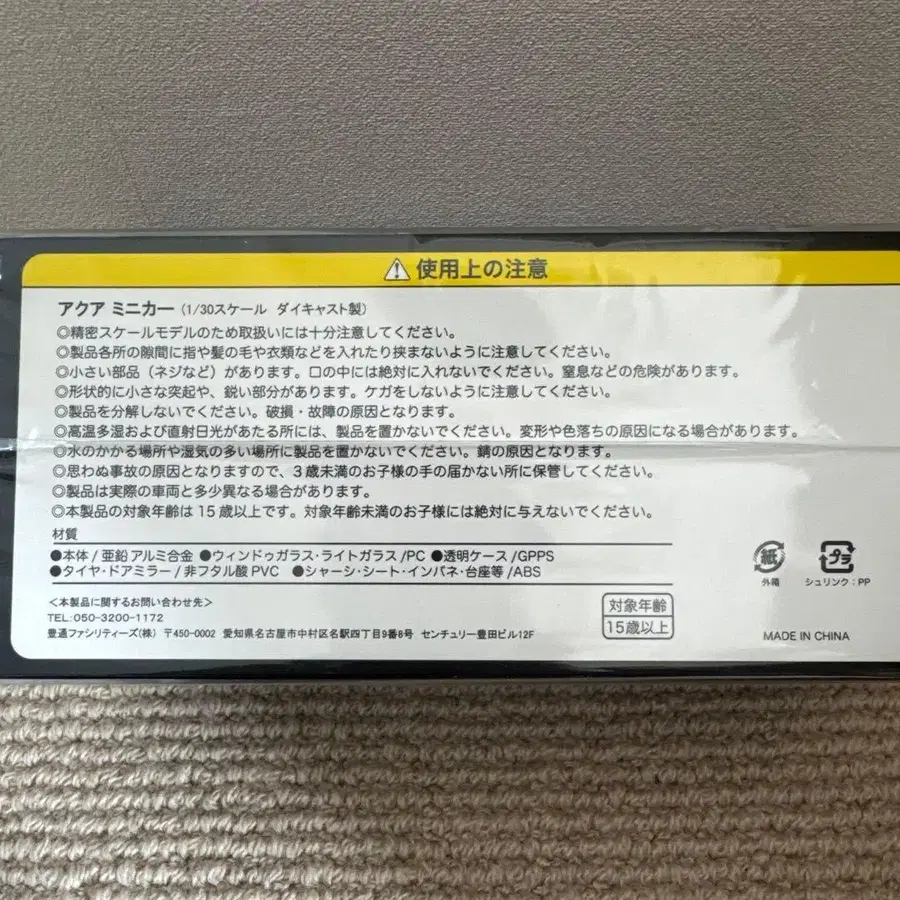 ⚠使用上の注意
アクア ミニカー (1/30スケール ダイキャスト製)
◎精密スケールモデルのため取扱いには十分注意してください。
◎製品各所の隙間に指や髪の毛や衣類などを入れたり挟まないように注意してください。
◎小さい部品（ネジなど）があります。口の中には絶対に入れないでください。窒息などの危険があります。
◎形状的に小さな突起や、鋭い部分があります。ケガをしないように注意してください。
◎製品を分解しないでください。破損・故障の原因となります。
◎高温多湿および直射日光があたる所には、製品を置かないでください。変形や色落ちの原因になる場合があります。
◎水のかかる場所や湿気の多い場所に製品を置かないでください。錆の原因となります。
◎思わぬ事故の原因となりますので、3歳未満のお子様の手の届かない所に保管してください。
◎製品は実際の車両と多少異なる場合があります。
◎本製品の対象年齢は15歳以上です。対象年齢未満のお子様には絶対に与えないでください。
材質
●本体/亜鉛アルミ合金 ●ウィンドゥガラス・ライトガラス/PC ●透明ケース/GPPS
●タイヤ・ドアミラー/非フタル酸PVC ●シャーシ・シート・インパネ・台座等/ABS
<本製品に関するお問い合わせ先>
TEL:050-3200-1172
豊通ファシリティーズ(株) 〒450-0002 愛知県名古屋市中村区名駅四丁目9番8号 センチュリー豊田ビル12F
対象年齢
15歳以上
紙
外箱
プラ
シュリンク：PP
MADE IN CHINA